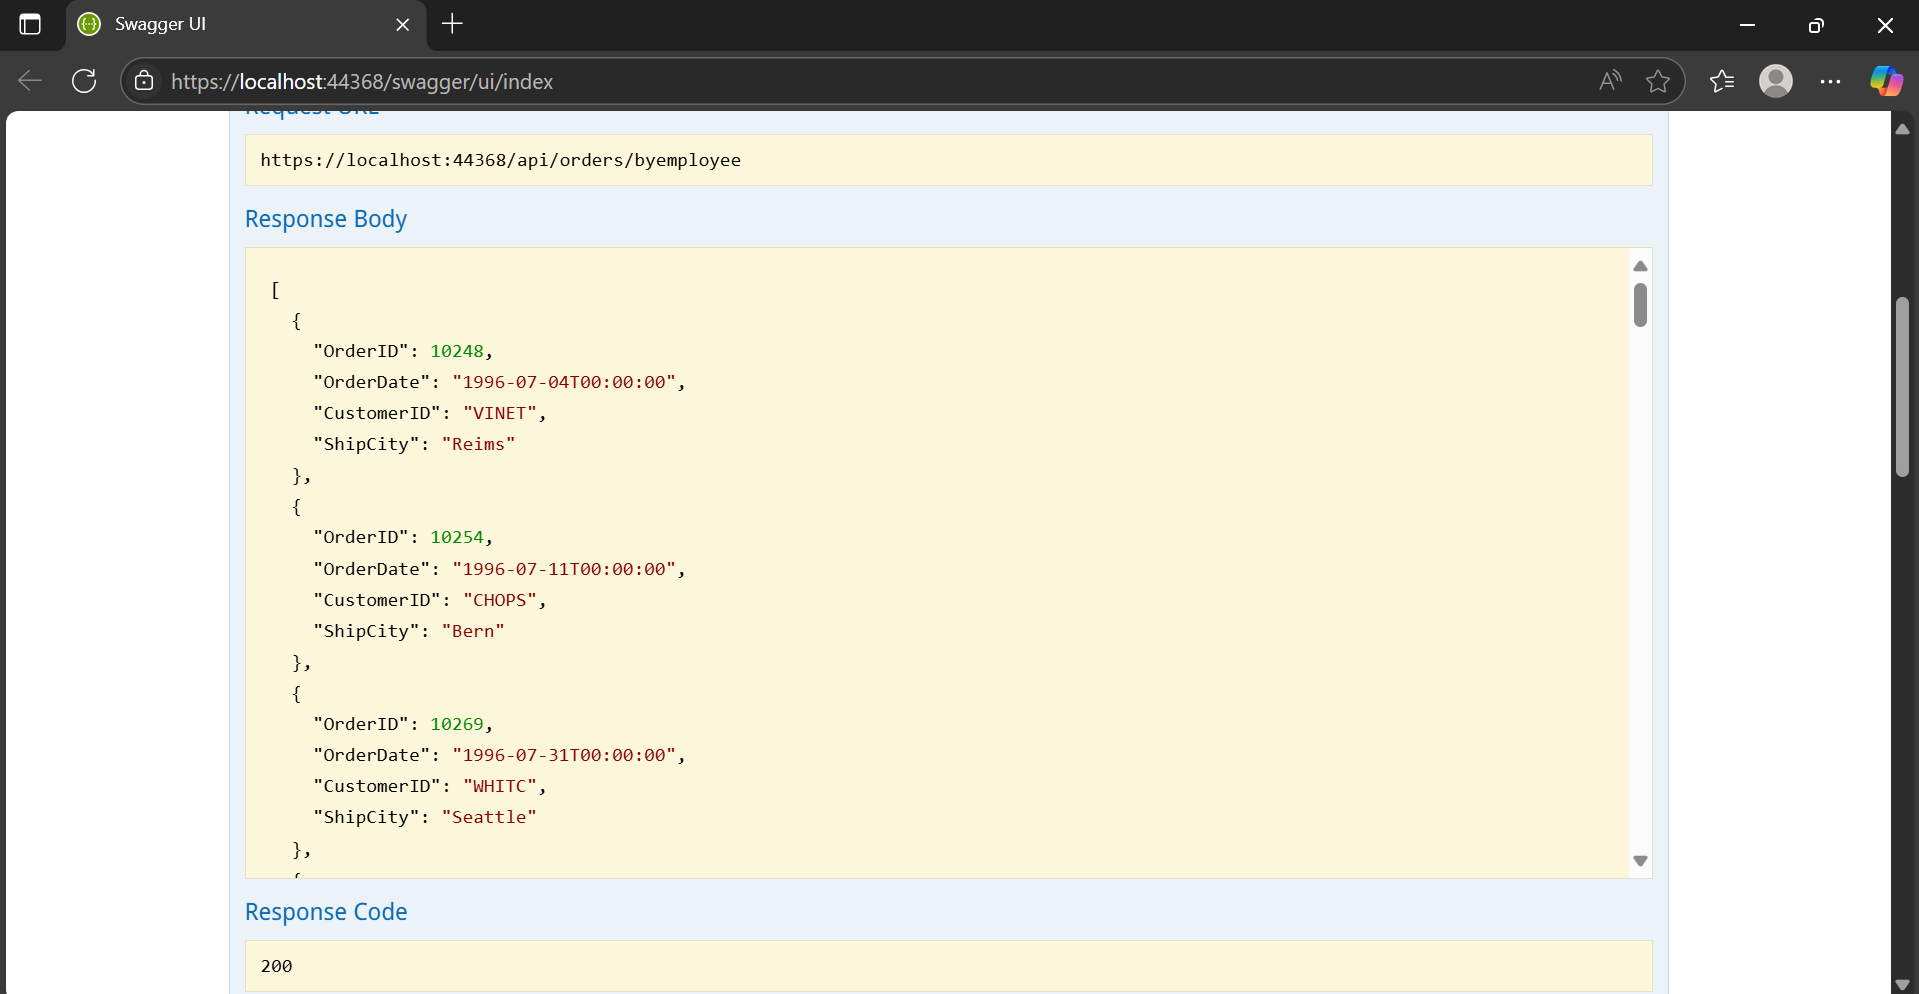 Swagger UI
https://localhost:44368/swagger/ui/index
Request URL
https://localhost:44368/api/orders/byemployee
Response Body
[
{
"OrderID": 10248,
"OrderDate": "1996-07-04T00:00:00",
"CustomerID": "VINET",
"ShipCity": "Reims"
},
{
"OrderID": 10254,
"OrderDate": "1996-07-11T00:00:00",
"CustomerID": "CHOPS",
"ShipCity": "Bern"
},
{
"OrderID": 10269,
"OrderDate": "1996-07-31T00:00:00",
"CustomerID": "WHITC",
"ShipCity": "Seattle"
},
{
Response Code
200